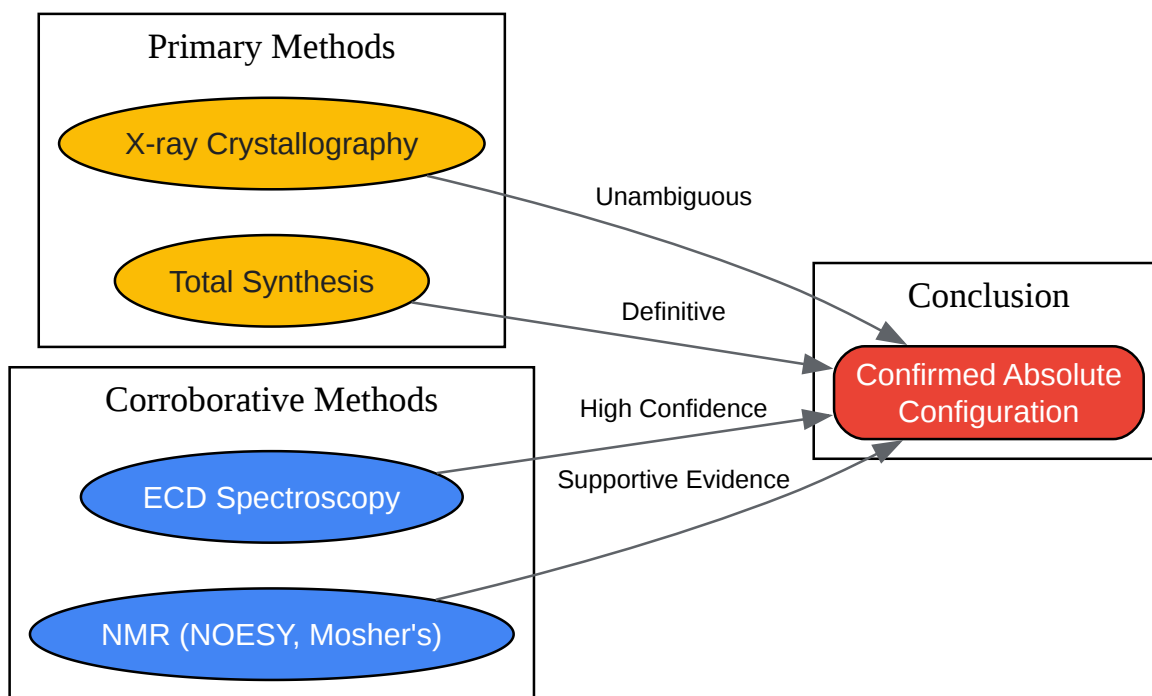 Primary Methods
X-ray Crystallography
Total Synthesis
Unambiguous
Definitive
Corroborative Methods
ECD Spectroscopy
NMR (NOESY, Mosher's)
High Confidence
Supportive Evidence
Conclusion
Confirmed Absolute
Configuration